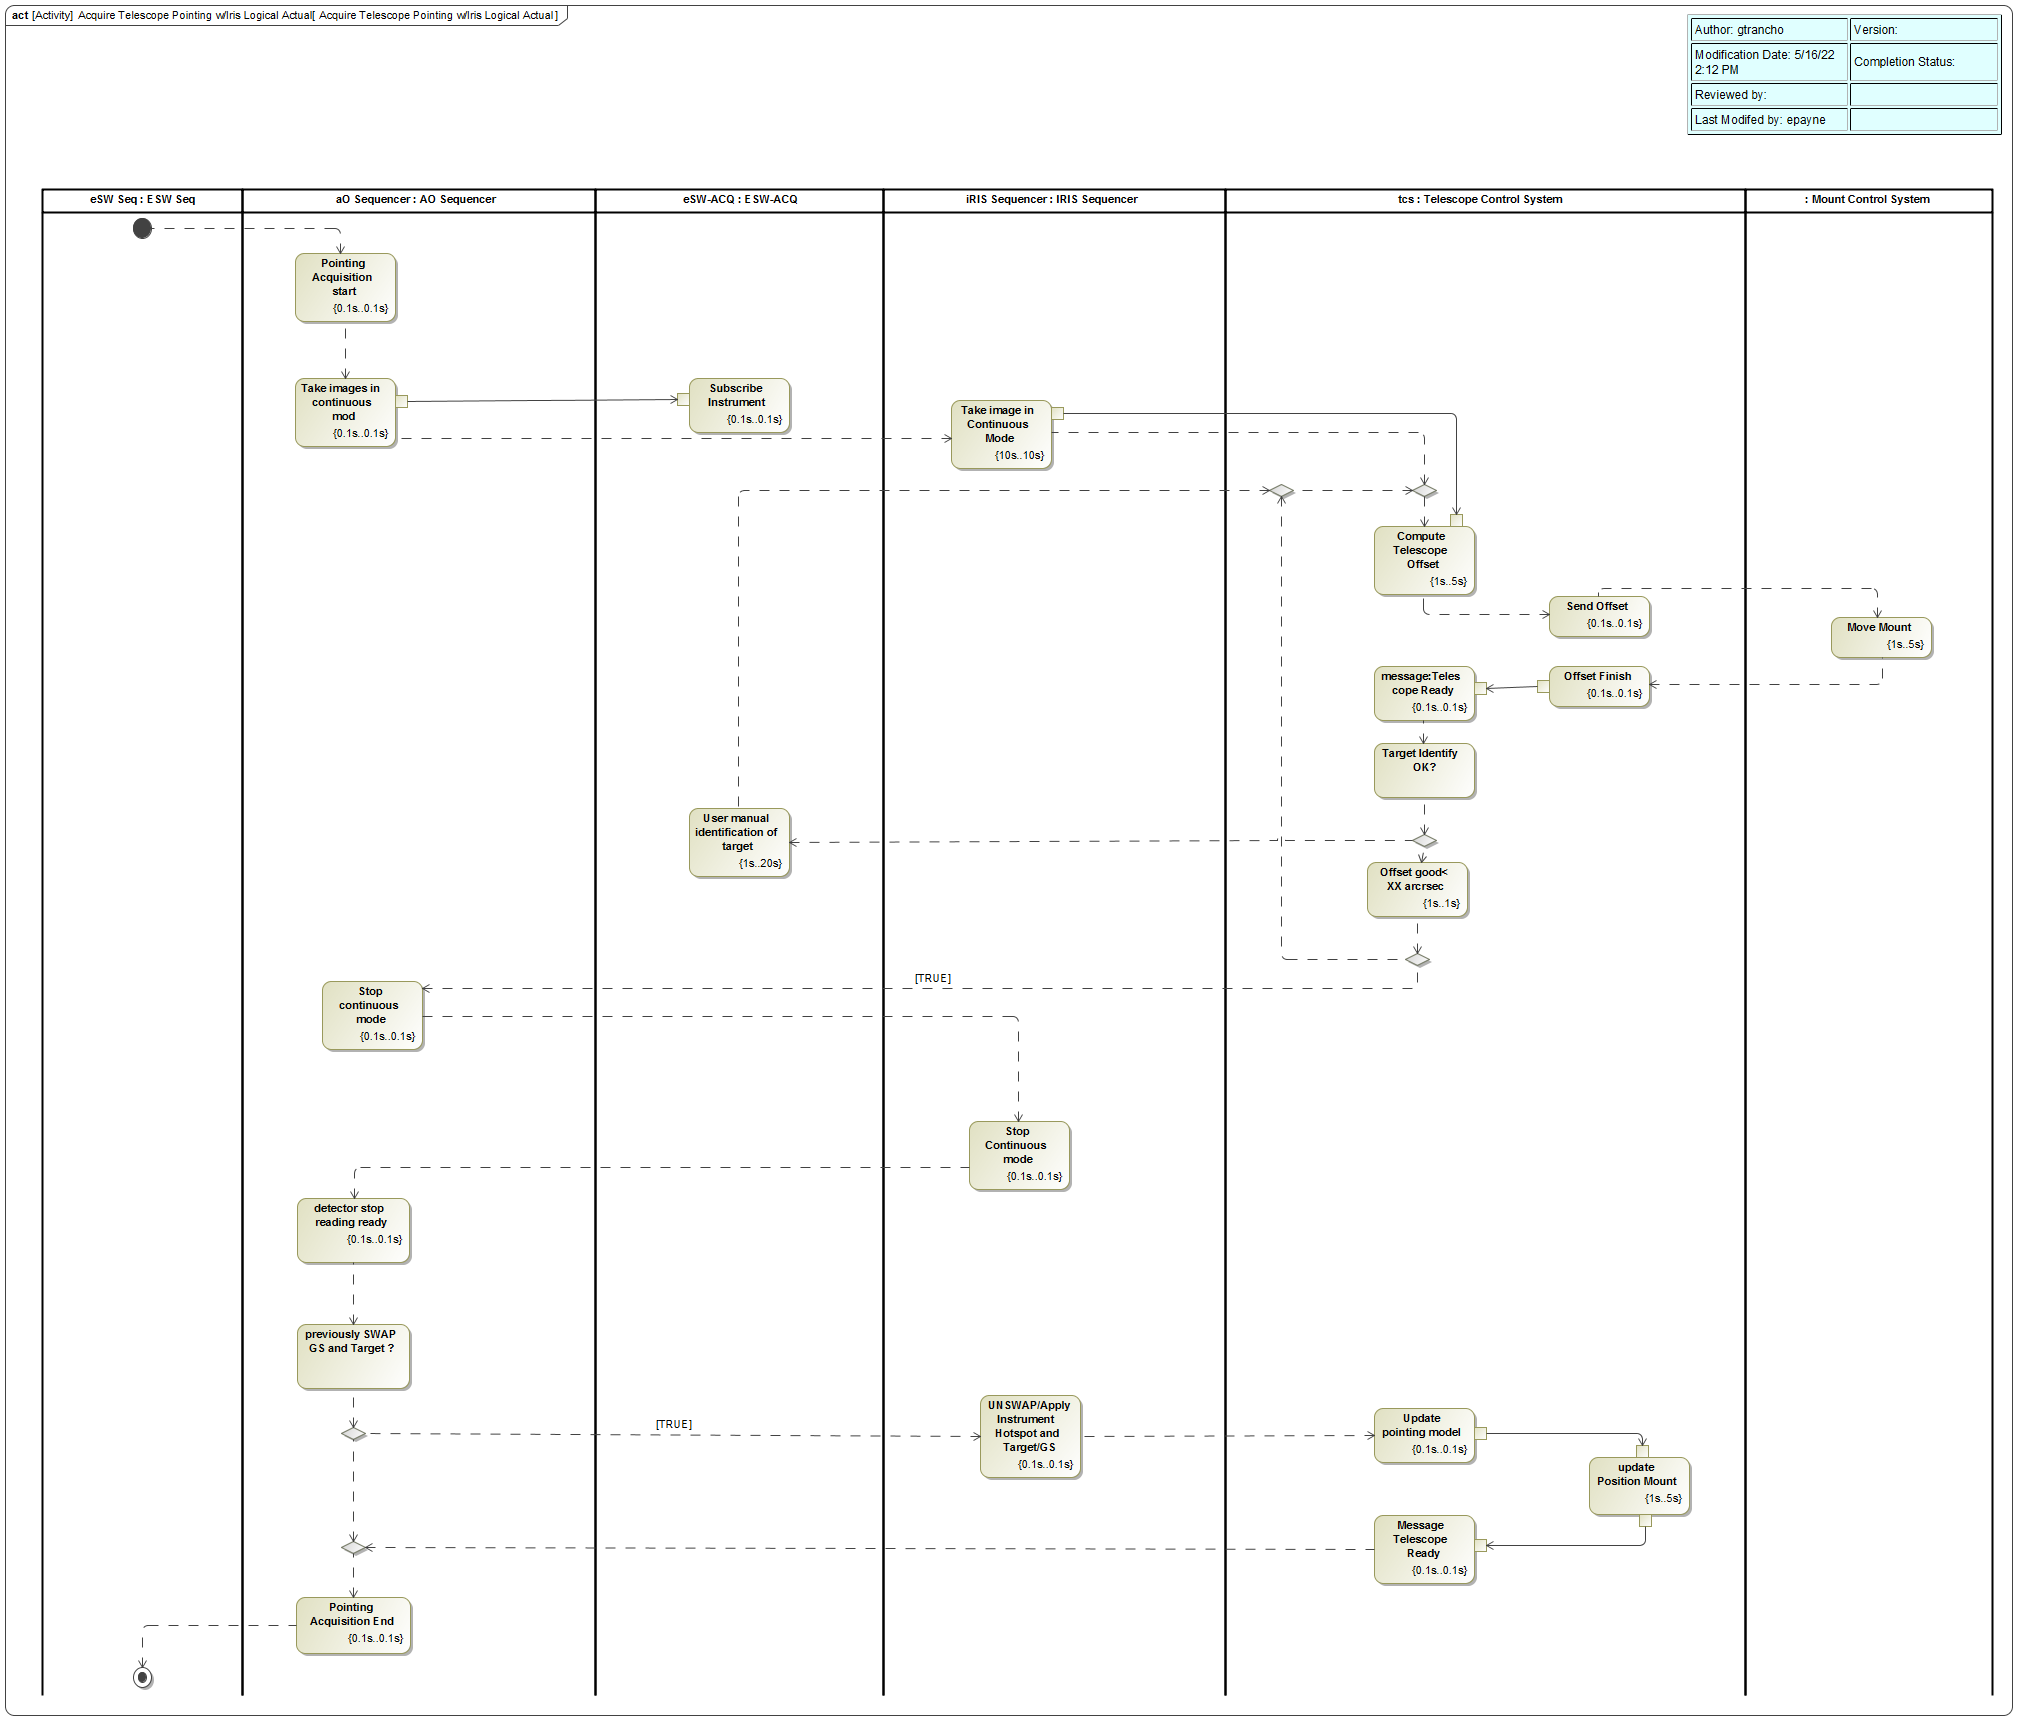 act [Activity] Acquire Telescope Pointing w/Iris Logical Actual[ Acquire Telescope Pointing w/Iris Logical Actual ]
Author: gtrancho
Version:
Modification Date: 5/16/22
2:12 PM
Completion Status:
Reviewed by:
Last Modifed by: epayne
eSW Seq : ESW Seq
aO Sequencer : AO Sequencer
eSW-ACQ : ESW-ACQ
iRIS Sequencer : IRIS Sequencer
tcs : Telescope Control System
: Mount Control System
Pointing
Acquisition
start
{0.1s..0.1s}
Take images in
continuous
mod
{0.1s..0.1s}
Subscribe
Instrument
{0.1s..0.1s}
Take image in
Continuous
Mode
{10s..10s}
Compute
Telescope
Offset
{1s..5s}
Send Offset
{0.1s..0.1s}
Move Mount
{1s..5s}
message:Teles
cope Ready
{0.1s..0.1s}
Offset Finish
{0.1s..0.1s}
Target Identify
OK?
User manual
identification of
target
{1s..20s}
Offset good<
XX arcrsec
{1s..1s}
[TRUE]
Stop
continuous
mode
{0.1s..0.1s}
Stop
Continuous
mode
{0.1s..0.1s}
detector stop
reading ready
{0.1s..0.1s}
previously SWAP
GS and Target ?
[TRUE]
UNSWAP/Apply
Instrument
Hotspot and
Target/GS
{0.1s..0.1s}
Update
pointing model
{0.1s..0.1s}
update
Position Mount
{1s..5s}
Message
Telescope
Ready
{0.1s..0.1s}
Pointing
Acquisition End
{0.1s..0.1s}